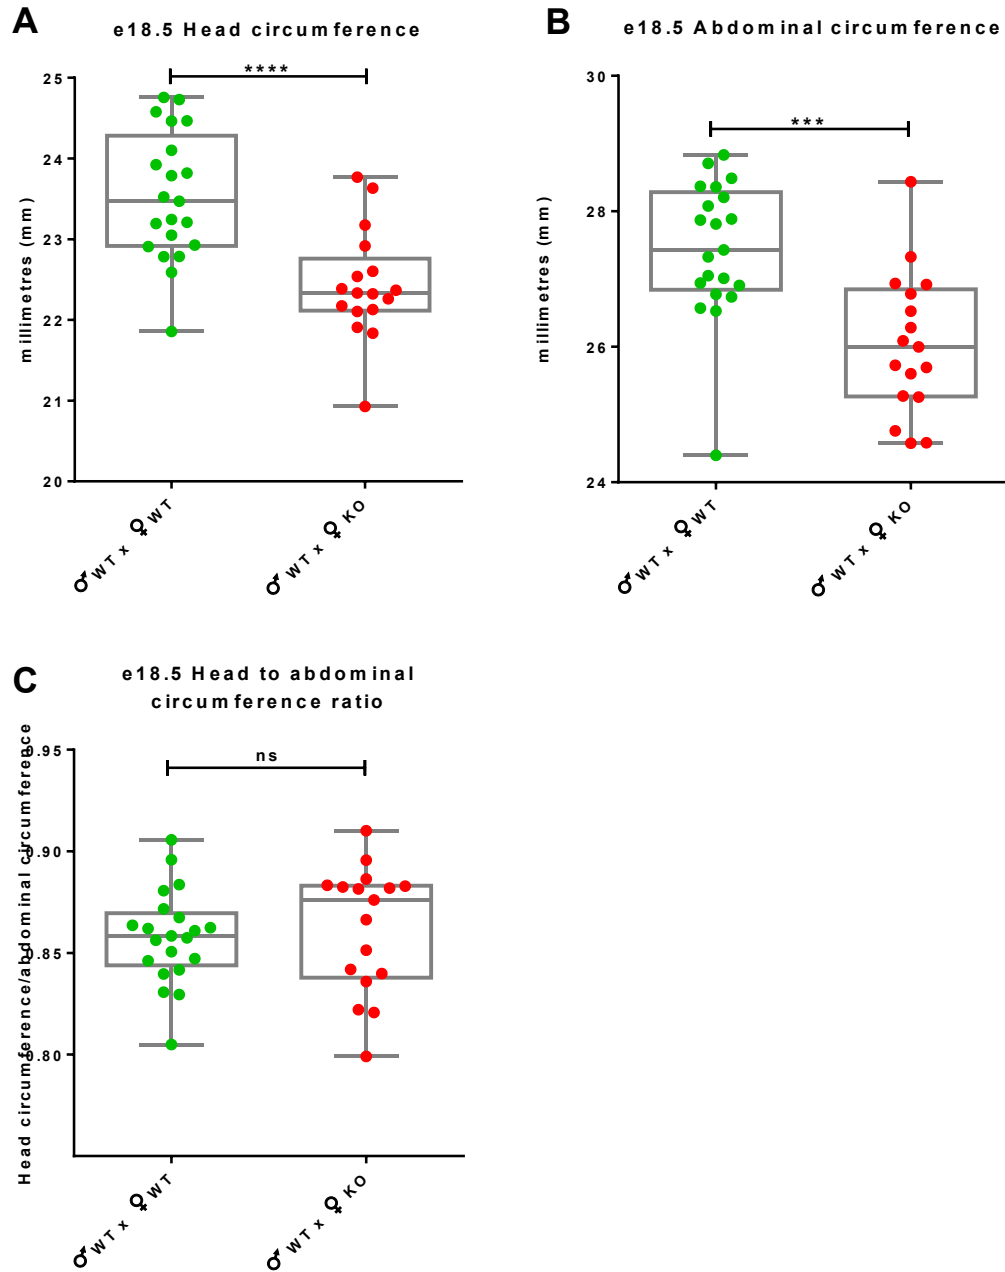 A
e18.5 Head circumference
****
25
24
23
22
21
20
millimetres (mm)
♂ WT x ♀ WT
♂ WT x ♀ KO
B
e18.5 Abdominal circumference
***
30
28
26
24
millimetres (mm)
♂ WT x ♀ WT
♂ WT x ♀ KO
C
e18.5 Head to abdominal
circumference ratio
ns
0.95
0.90
0.85
0.80
Head circumference/abdominal circumference
♂ WT x ♀ WT
♂ WT x ♀ KO